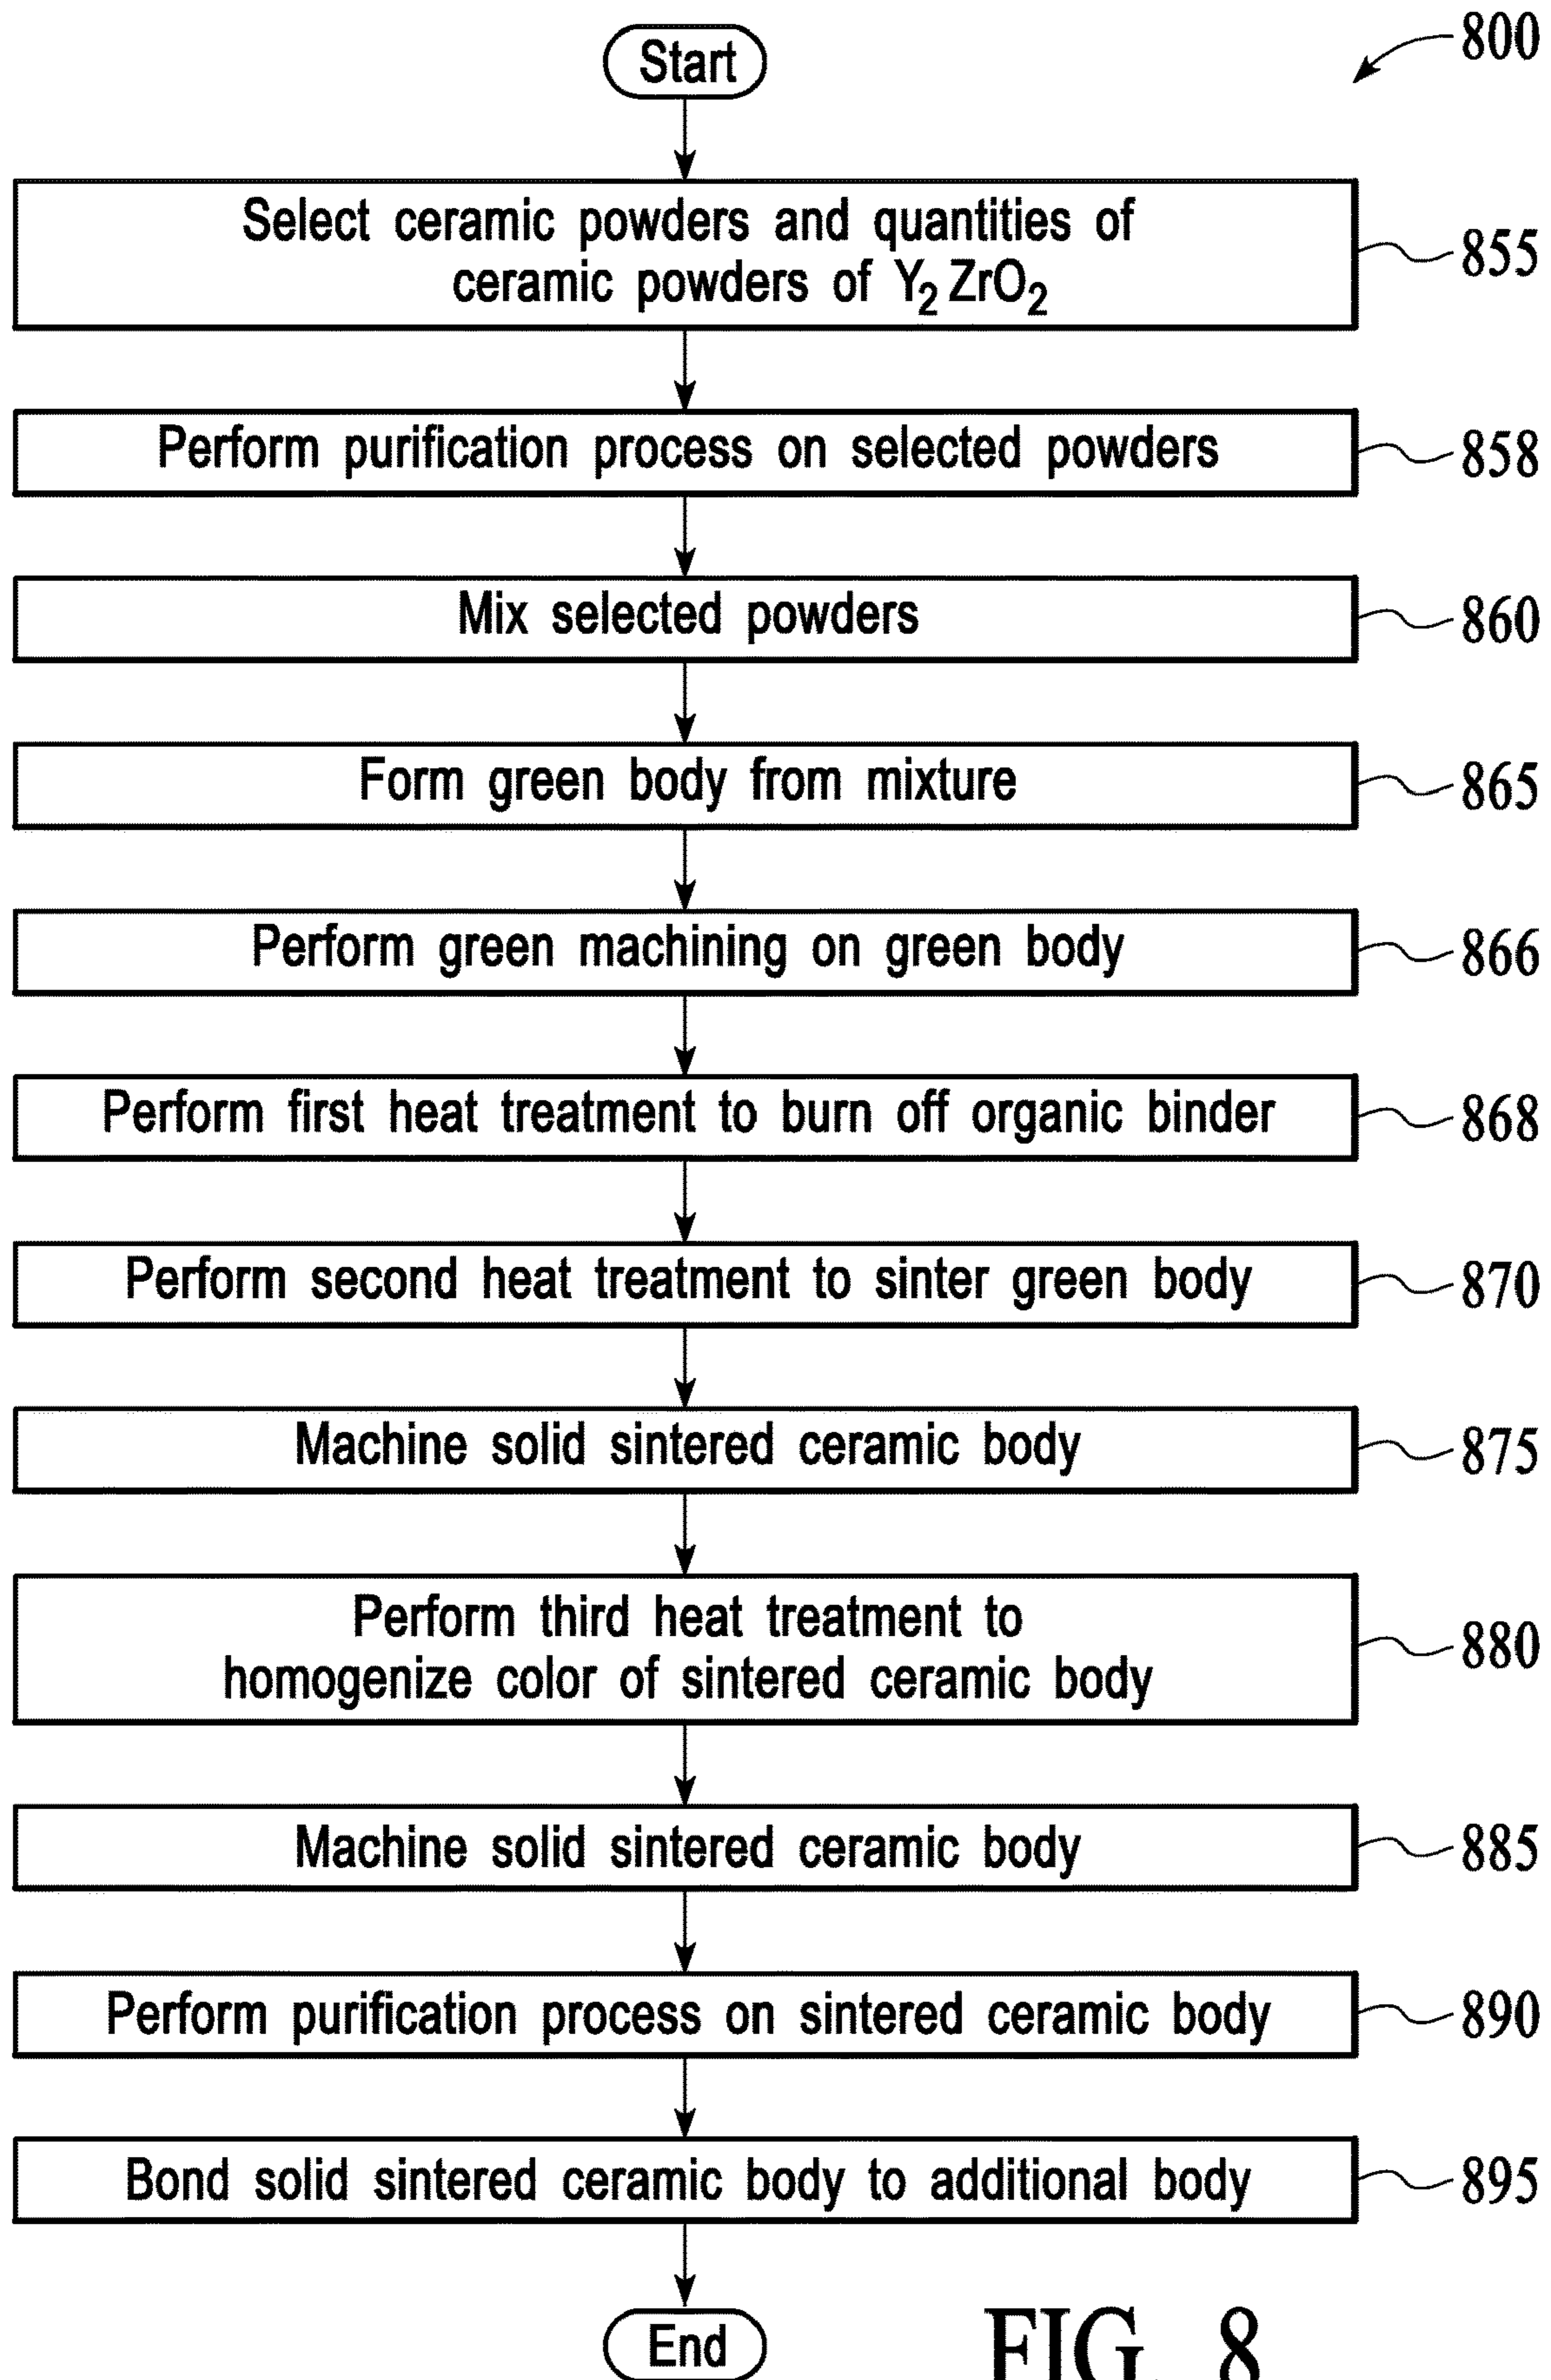 800
Start
Select ceramic powders and quantities of
ceramic powders of Y₂ZrO₂
855
Perform purification process on selected powders
858
Mix selected powders
860
Form green body from mixture
865
Perform green machining on green body
866
Perform first heat treatment to burn off organic binder
868
Perform second heat treatment to sinter green body
870
Machine solid sintered ceramic body
875
Perform third heat treatment to
homogenize color of sintered ceramic body
880
Machine solid sintered ceramic body
885
Perform purification process on sintered ceramic body
890
Bond solid sintered ceramic body to additional body
895
End
FIG. 8